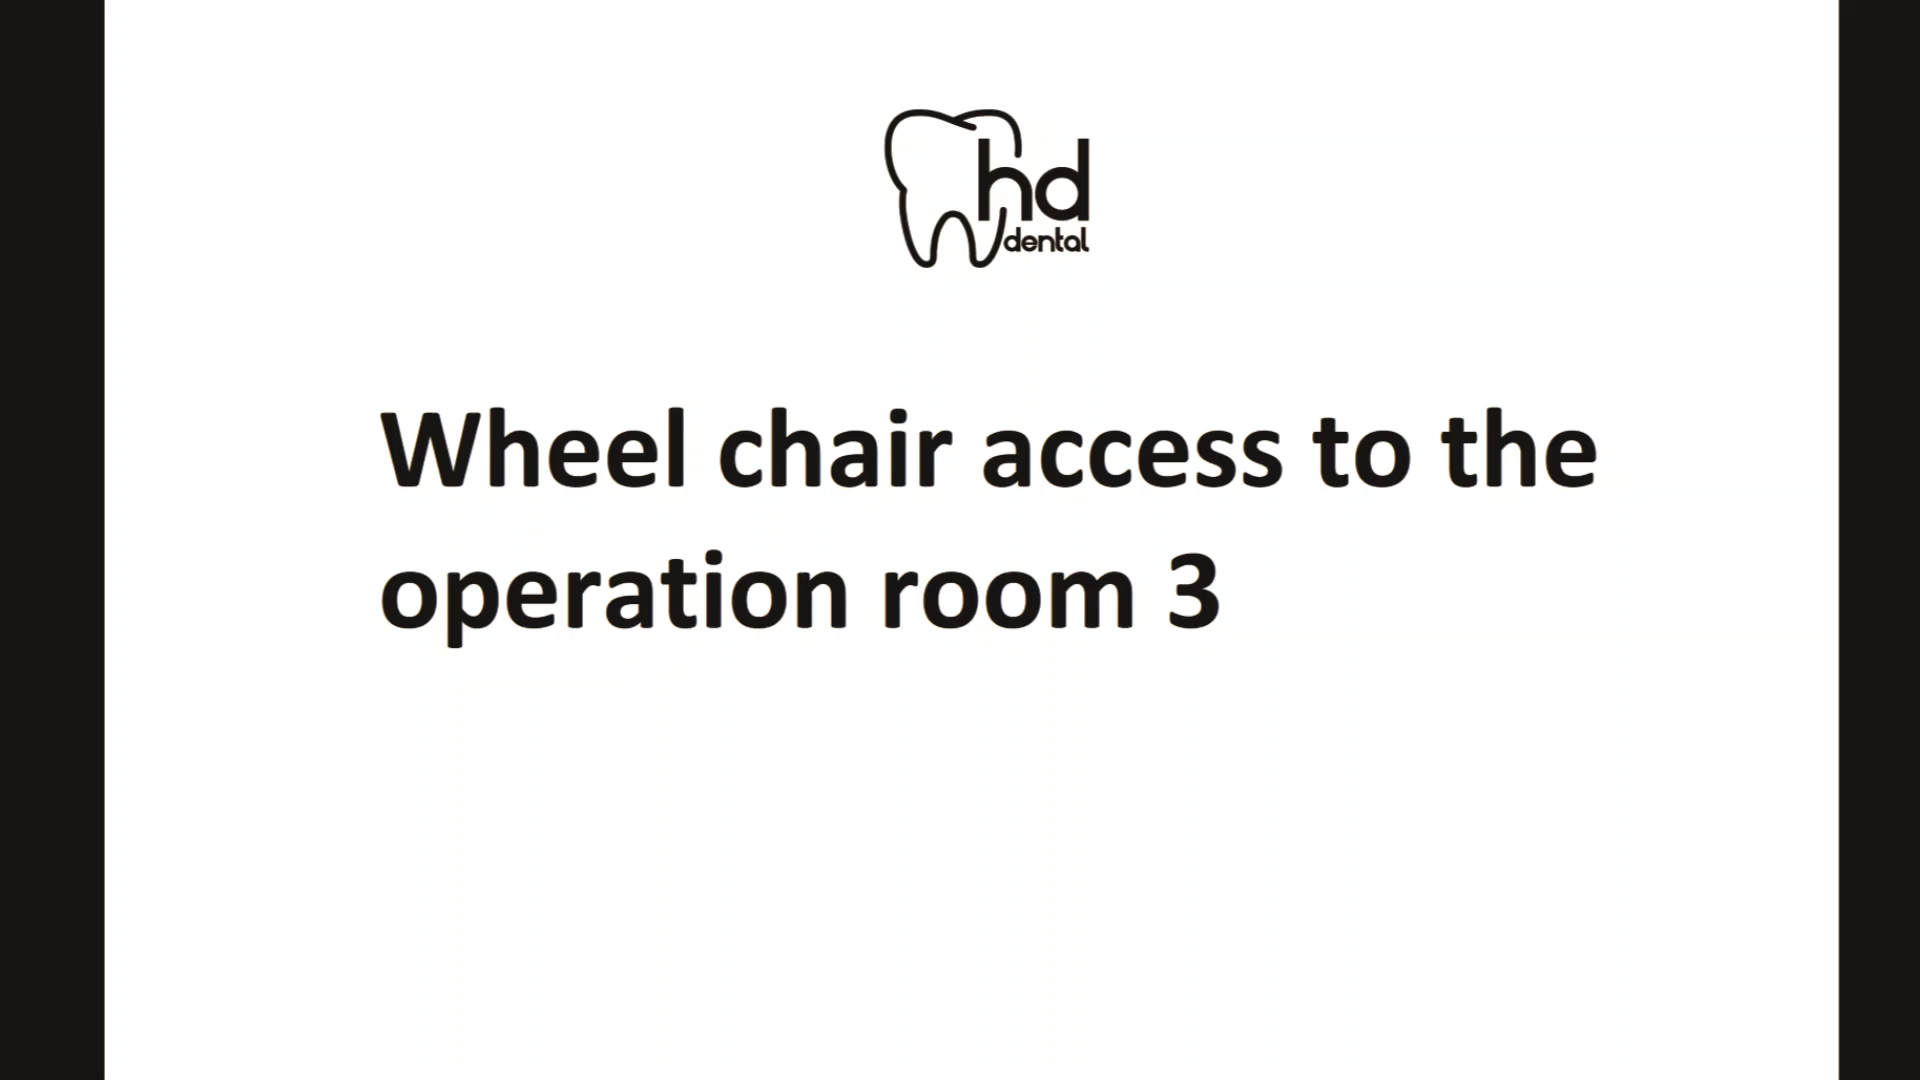 hd
dental
Wheel chair access to the
operation room 3